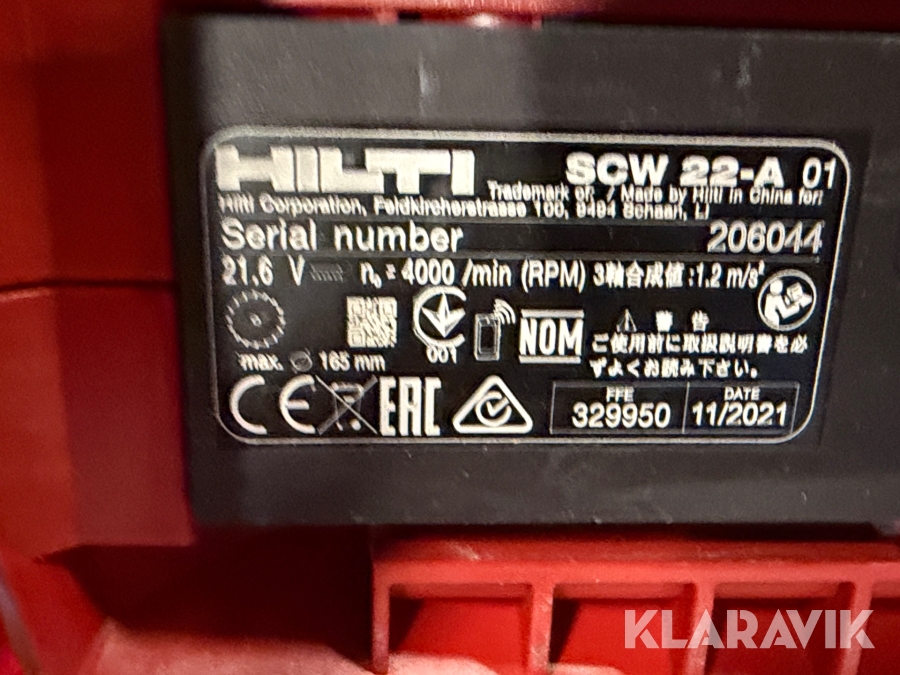 HILTI
SCW 22-A 01
Trademark of. / Made by Hilti in China for:
Hilti Corporation, Feldkircherstrasse 100, 9494 Schaan, LI
Serial number 206044
21,6 V n₀ = 4000 /min (RPM) 3軸合成値:1.2 m/s²
max. ⌀ 165 mm
001
NOM
⚠ 警告
ご使用前に取扱説明書を必
ずよくお読み下さい。
CE EAC
FFE
329950
DATE
11/2021
KLARAVIK